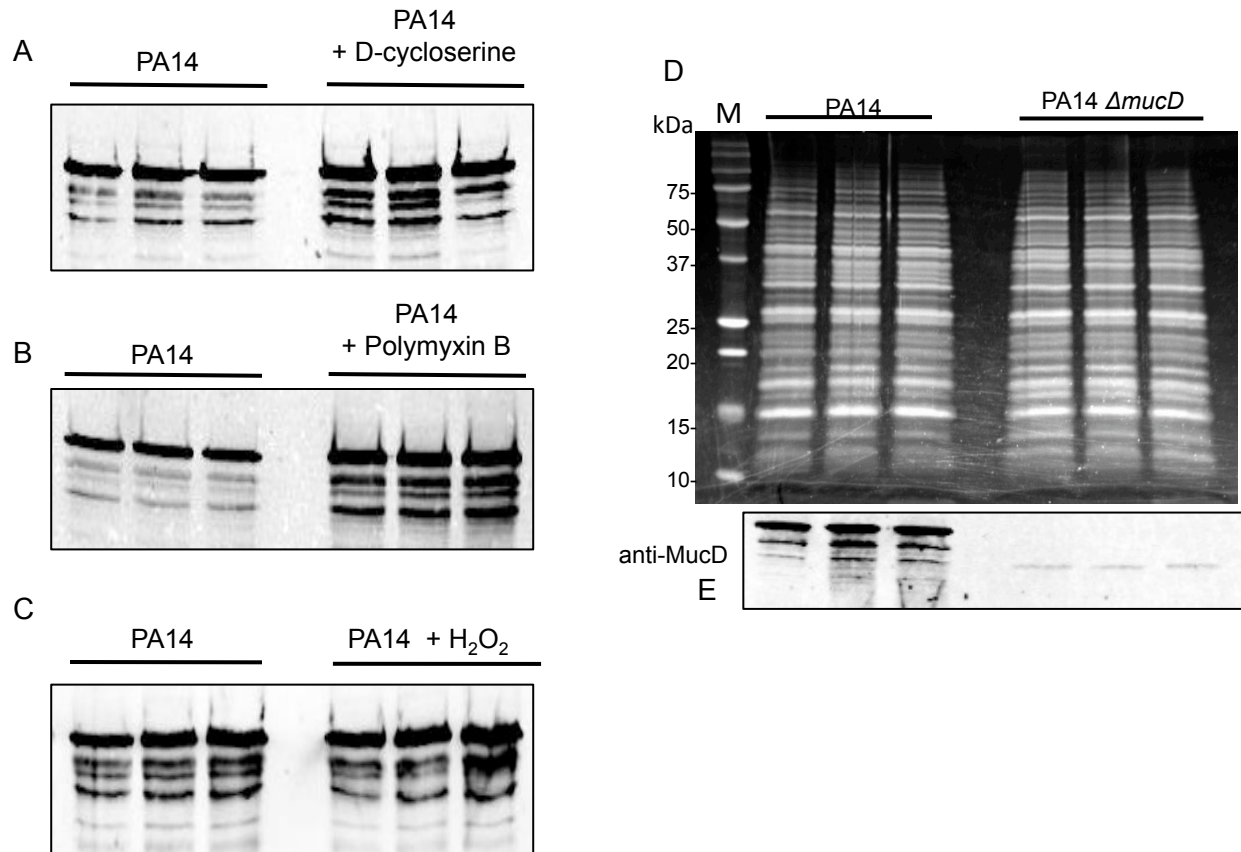 A
PA14
PA14
+ D-cycloserine
B
PA14
PA14
+ Polymyxin B
C
PA14
PA14 + H₂O₂
D
M
PA14
PA14 ΔmucD
kDa
75
50
37
25
20
15
10
anti-MucD
E